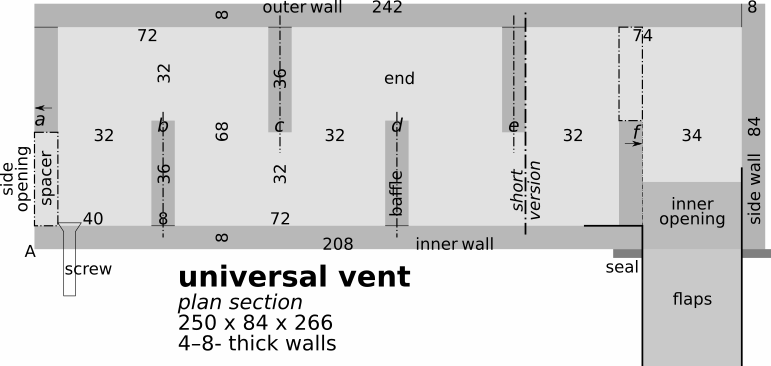 outer wall 242
8
8
72
74
32
36
end
a
b
c
d
e
f
32
68
32
32
34
84
side opening
spacer
36
32
baffle
short version
side wall
inner opening
40
8
72
A
8
208
inner wall
screw
seal
universal vent
plan section
250 x 84 x 266
4–8- thick walls
flaps